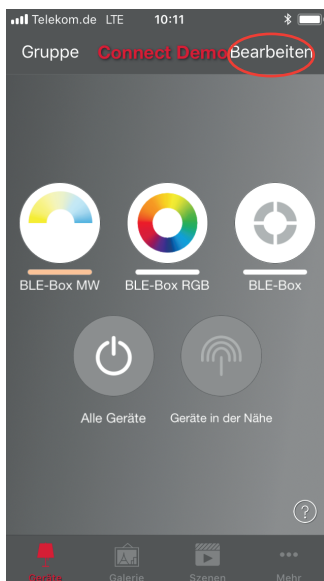 Telekom.de LTE 10:11
Gruppe Connect Demo Bearbeiten
BLE-Box MW BLE-Box RGB BLE-Box
Alle Geräte Geräte in der Nähe
?
Geräte Galerie Szenen Mehr